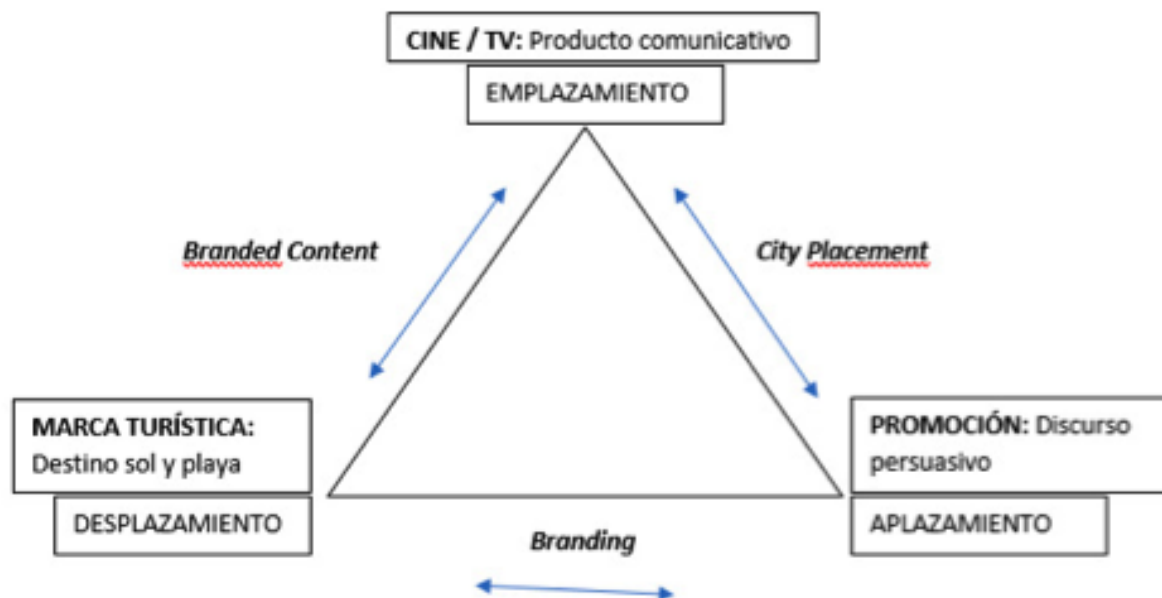 CINE / TV: Producto comunicativo
EMPLAZAMIENTO
Branded Content
City Placement
MARCA TURÍSTICA:
Destino sol y playa
DESPLAZAMIENTO
PROMOCIÓN: Discurso
persuasivo
APLAZAMIENTO
Branding